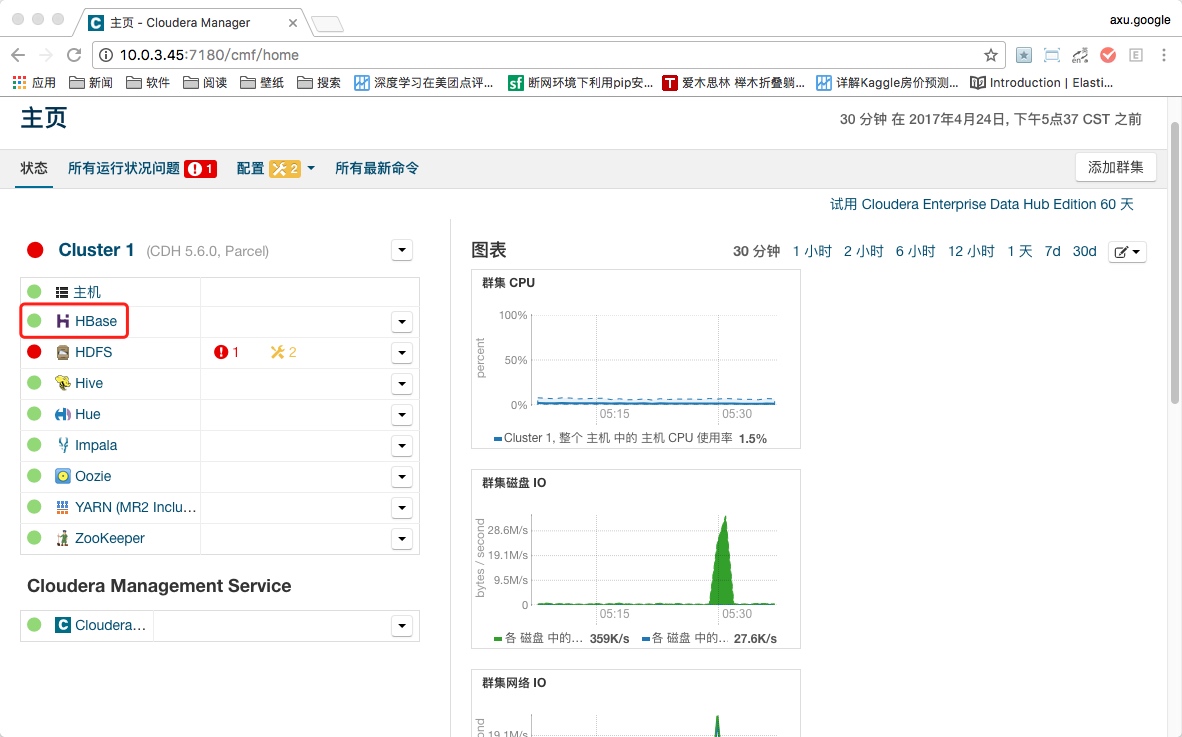 主页 - Cloudera Manager
axu.google
10.0.3.45:7180/cmf/home
应用 新闻 软件 阅读 壁纸 搜索 深度学习在美团点评… 断网环境下利用pip安… 爱木思林 榉木折叠躺… 详解Kaggle房价预测… Introduction | Elasti…
主页
30 分钟 在 2017年4月24日, 下午5点37 CST 之前
状态 所有运行状况问题 1 配置 2 所有最新命令
添加群集
试用 Cloudera Enterprise Data Hub Edition 60 天
Cluster 1 (CDH 5.6.0, Parcel)
主机
HBase
HDFS 1 2
Hive
Hue
Impala
Oozie
YARN (MR2 Inclu…
ZooKeeper
Cloudera Management Service
Cloudera…
图表
30 分钟 1 小时 2 小时 6 小时 12 小时 1 天 7d 30d
群集 CPU
percent
100%
50%
0%
05:15 05:30
Cluster 1, 整个 主机 中的 主机 CPU 使用率 1.5%
群集磁盘 IO
bytes / second
28.6M/s
19.1M/s
9.5M/s
0
05:15 05:30
各 磁盘 中的… 359K/s 各 磁盘 中的… 27.6K/s
群集网络 IO
19.1M/s